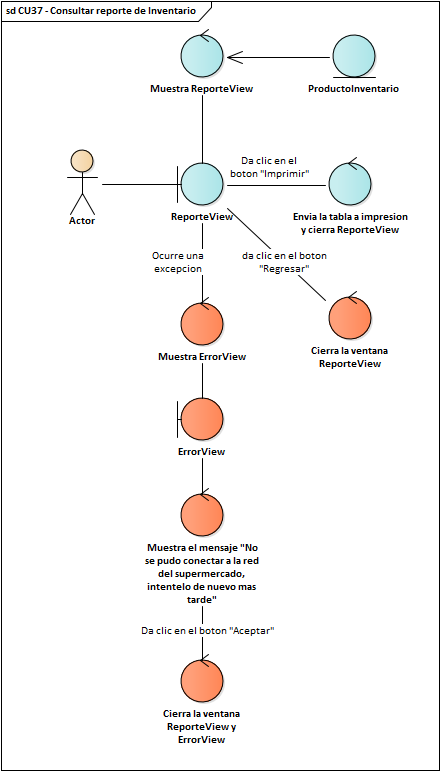 sd CU37 - Consultar reporte de Inventario
Muestra ReporteView
ProductoInventario
Da clic en el
boton "Imprimir"
Actor
ReporteView
Envia la tabla a impresion
y cierra ReporteView
Ocurre una
excepcion
da clic en el boton
"Regresar"
Muestra ErrorView
Cierra la ventana
ReporteView
ErrorView
Muestra el mensaje "No
se pudo conectar a la red
del supermercado,
intentelo de nuevo mas
tarde"
Da clic en el boton "Aceptar"
Cierra la ventana
ReporteView y
ErrorView